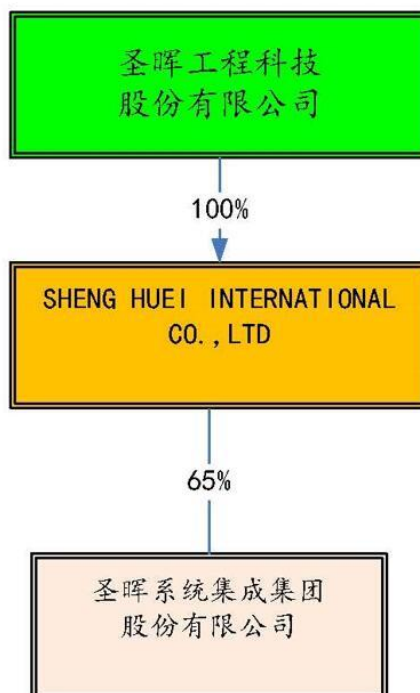 圣晖工程科技
股份有限公司
100%
SHENG HUEI INTERNATIONAL
CO.,LTD
65%
圣晖系统集成集团
股份有限公司